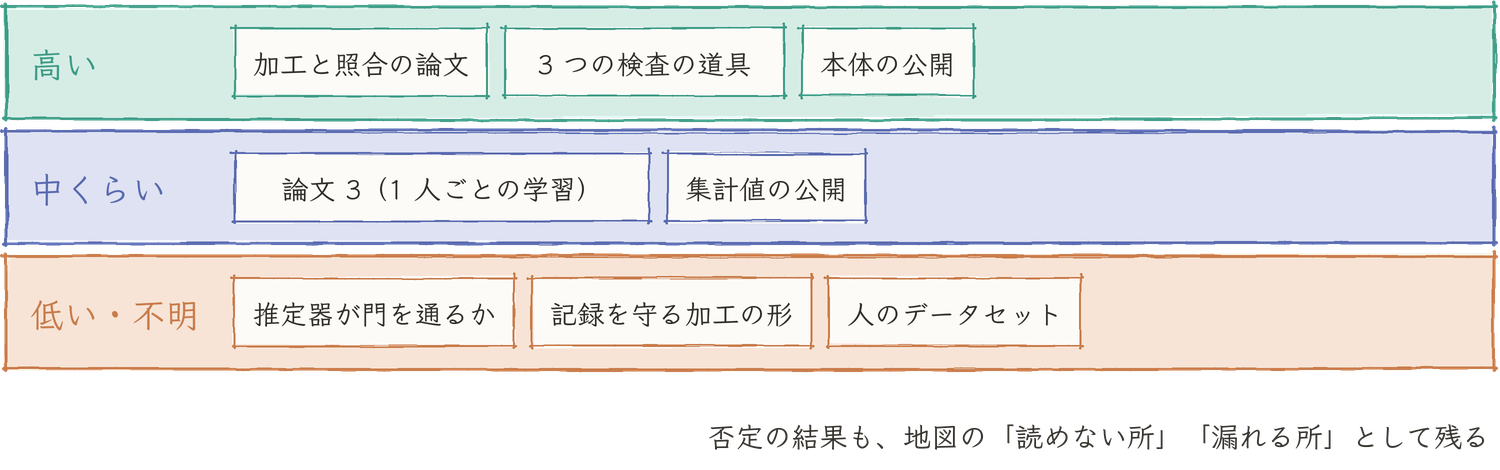 高い
加工と照合の論文
3 つの検査の道具
本体の公開
中くらい
論文 3（1 人ごとの学習）
集計値の公開
低い・不明
推定器が門を通るか
記録を守る加工の形
人のデータセット
否定の結果も、地図の「読めない所」「漏れる所」として残る